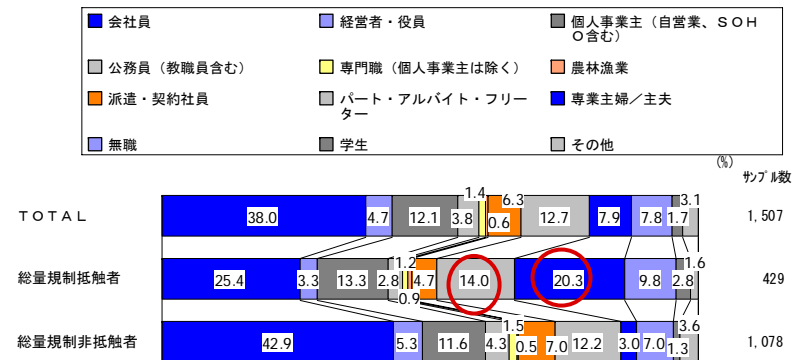 会社員 経営者・役員 個人事業主（自営業、ＳＯＨ
Ｏ含む）
公務員（教職員含む） 専門職（個人事業主は除く） 農林漁業
派遣・契約社員 パート・アルバイト・フリー
ター 専業主婦／主夫
無職 学生 その他
(%)
ｻﾝﾌﾟﾙ数
ＴＯＴＡＬ 38.0 4.7 12.1 3.8 1.4 0.6 6.3 12.7 7.9 7.8 1.7 3.1 1,507
総量規制抵触者 25.4 3.3 13.3 2.8 1.2 0.9 4.7 14.0 20.3 9.8 2.8 1.6 429
総量規制非抵触者 42.9 5.3 11.6 4.3 1.5 0.5 7.0 12.2 3.0 7.0 1.3 3.6 1,078